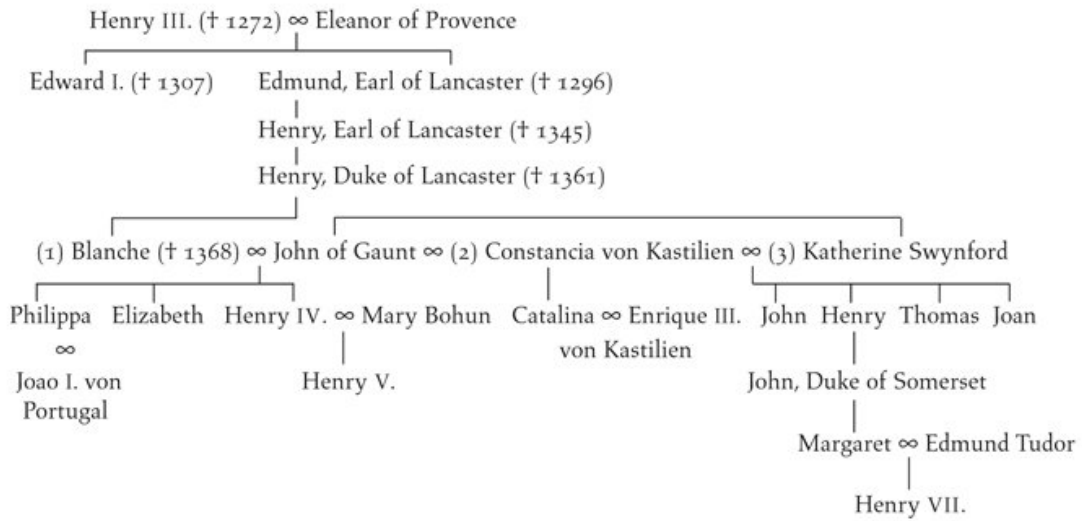 Henry III. († 1272) ∞ Eleanor of Provence
Edward I. († 1307) Edmund, Earl of Lancaster († 1296)
Henry, Earl of Lancaster († 1345)
Henry, Duke of Lancaster († 1361)
(1) Blanche († 1368) ∞ John of Gaunt ∞ (2) Constancia von Kastilien ∞ (3) Katherine Swynford
Philippa Elizabeth Henry IV. ∞ Mary Bohun Catalina ∞ Enrique III. John Henry Thomas Joan
∞ von Kastilien
Joao I. von Henry V. John, Duke of Somerset
Portugal
Margaret ∞ Edmund Tudor
Henry VII.